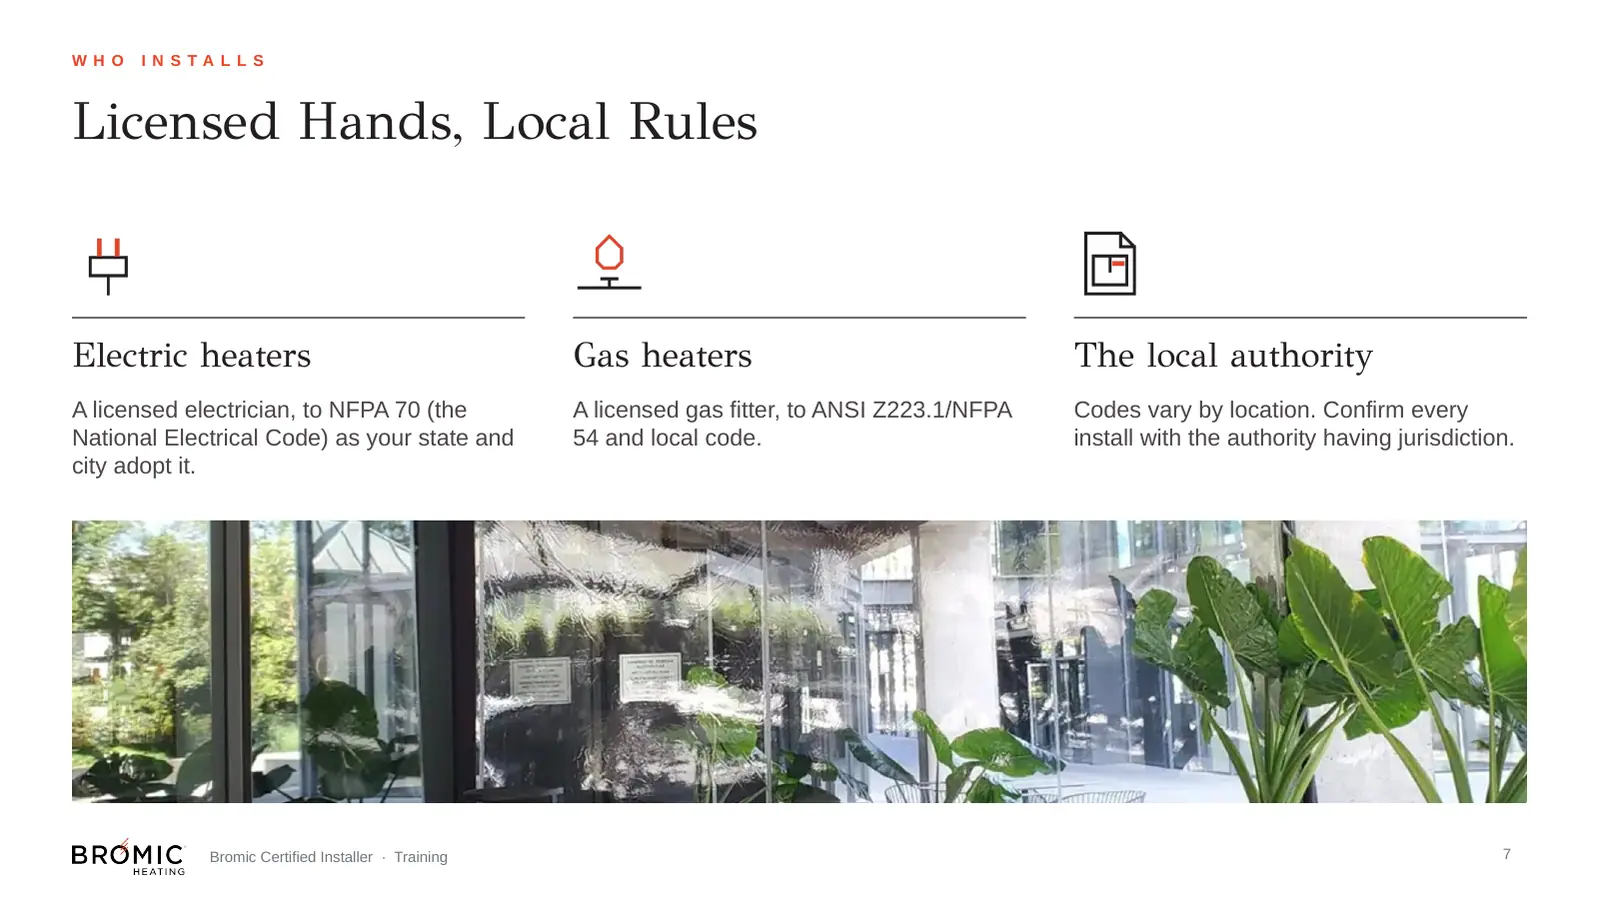 WHO INSTALLS
Licensed Hands, Local Rules
Electric heaters
A licensed electrician, to NFPA 70 (the
National Electrical Code) as your state and
city adopt it.
Gas heaters
A licensed gas fitter, to ANSI Z223.1/NFPA
54 and local code.
The local authority
Codes vary by location. Confirm every
install with the authority having jurisdiction.
BROMIC
HEATING
Bromic Certified Installer · Training
7